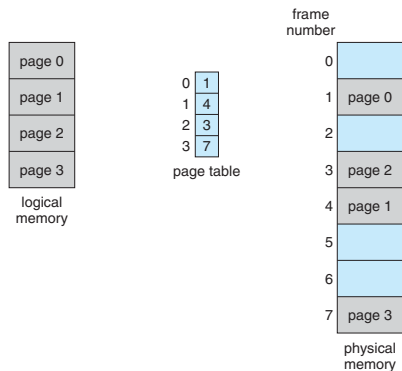 page 0
page 1
page 2
page 3
logical
memory
0 1
1 4
2 3
3 7
page table
frame
number
0
1 page 0
2
3 page 2
4 page 1
5
6
7 page 3
physical
memory